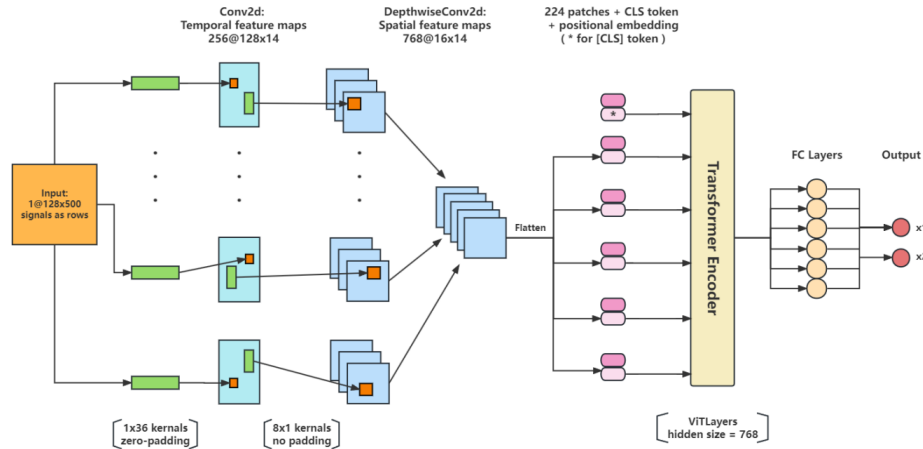 Conv2d:
Temporal feature maps
256@128x14
DepthwiseConv2d:
Spatial feature maps
768@16x14
224 patches + CLS token
+ positional embedding
( * for [CLS] token )
Input:
1@128x500
signals as rows
*
Flatten
Transformer Encoder
FC Layers
Output
1x36 kernals
zero-padding
8x1 kernals
no padding
ViTLayers
hidden size = 768